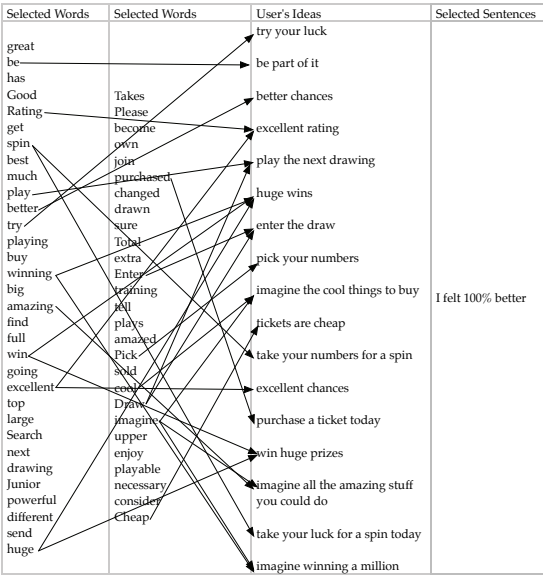 Selected Words
Selected Words
User's Ideas
Selected Sentences
great
be
has
Good
Rating
get
spin
best
much
play
better
try
playing
buy
winning
big
amazing
find
full
win
going
excellent
top
large
Search
next
drawing
Junior
powerful
different
send
huge
Takes
Please
become
own
join
purchased
changed
drawn
sure
Total
extra
Enter
training
tell
plays
amazed
Pick
sold
cool
Draw
imagine
upper
enjoy
playable
necessary
consider
Cheap
try your luck
be part of it
better chances
excellent rating
play the next drawing
huge wins
enter the draw
pick your numbers
imagine the cool things to buy
tickets are cheap
take your numbers for a spin
excellent chances
purchase a ticket today
win huge prizes
imagine all the amazing stuff
you could do
take your luck for a spin today
imagine winning a million
I felt 100% better